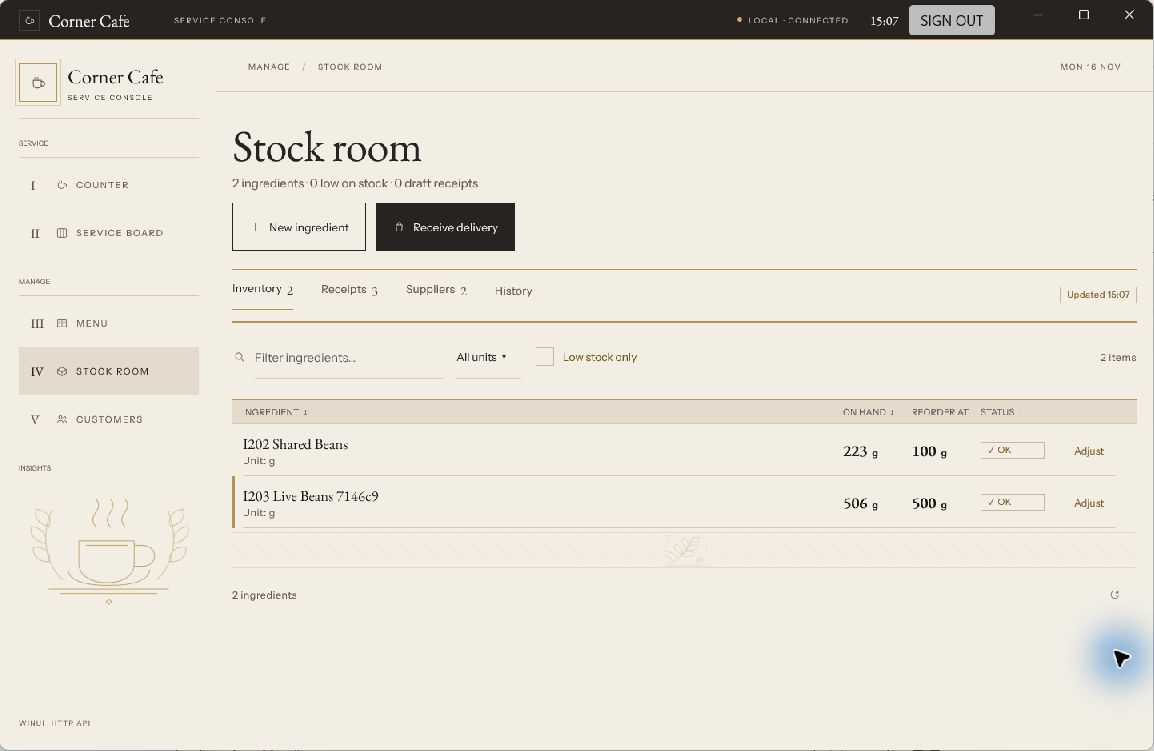 Corner Cafe
SERVICE CONSOLE
LOCAL · CONNECTED
15:07
SIGN OUT
Corner Cafe
SERVICE CONSOLE
MANAGE / STOCK ROOM
MON 16 NOV
SERVICE
I COUNTER
II SERVICE BOARD
MANAGE
III MENU
IV STOCK ROOM
V CUSTOMERS
INSIGHTS
WINUI · HTTP API
Stock room
2 ingredients · 0 low on stock · 0 draft receipts
New ingredient
Receive delivery
Inventory 2
Receipts 3
Suppliers 2
History
Updated 15:07
Filter ingredients...
All units
Low stock only
2 items
INGREDIENT ↓ ON HAND ↓ REORDER AT STATUS
I202 Shared Beans 223 g 100 g ✓ OK Adjust
Unit: g
I203 Live Beans 7146c9 506 g 500 g ✓ OK Adjust
Unit: g
2 ingredients